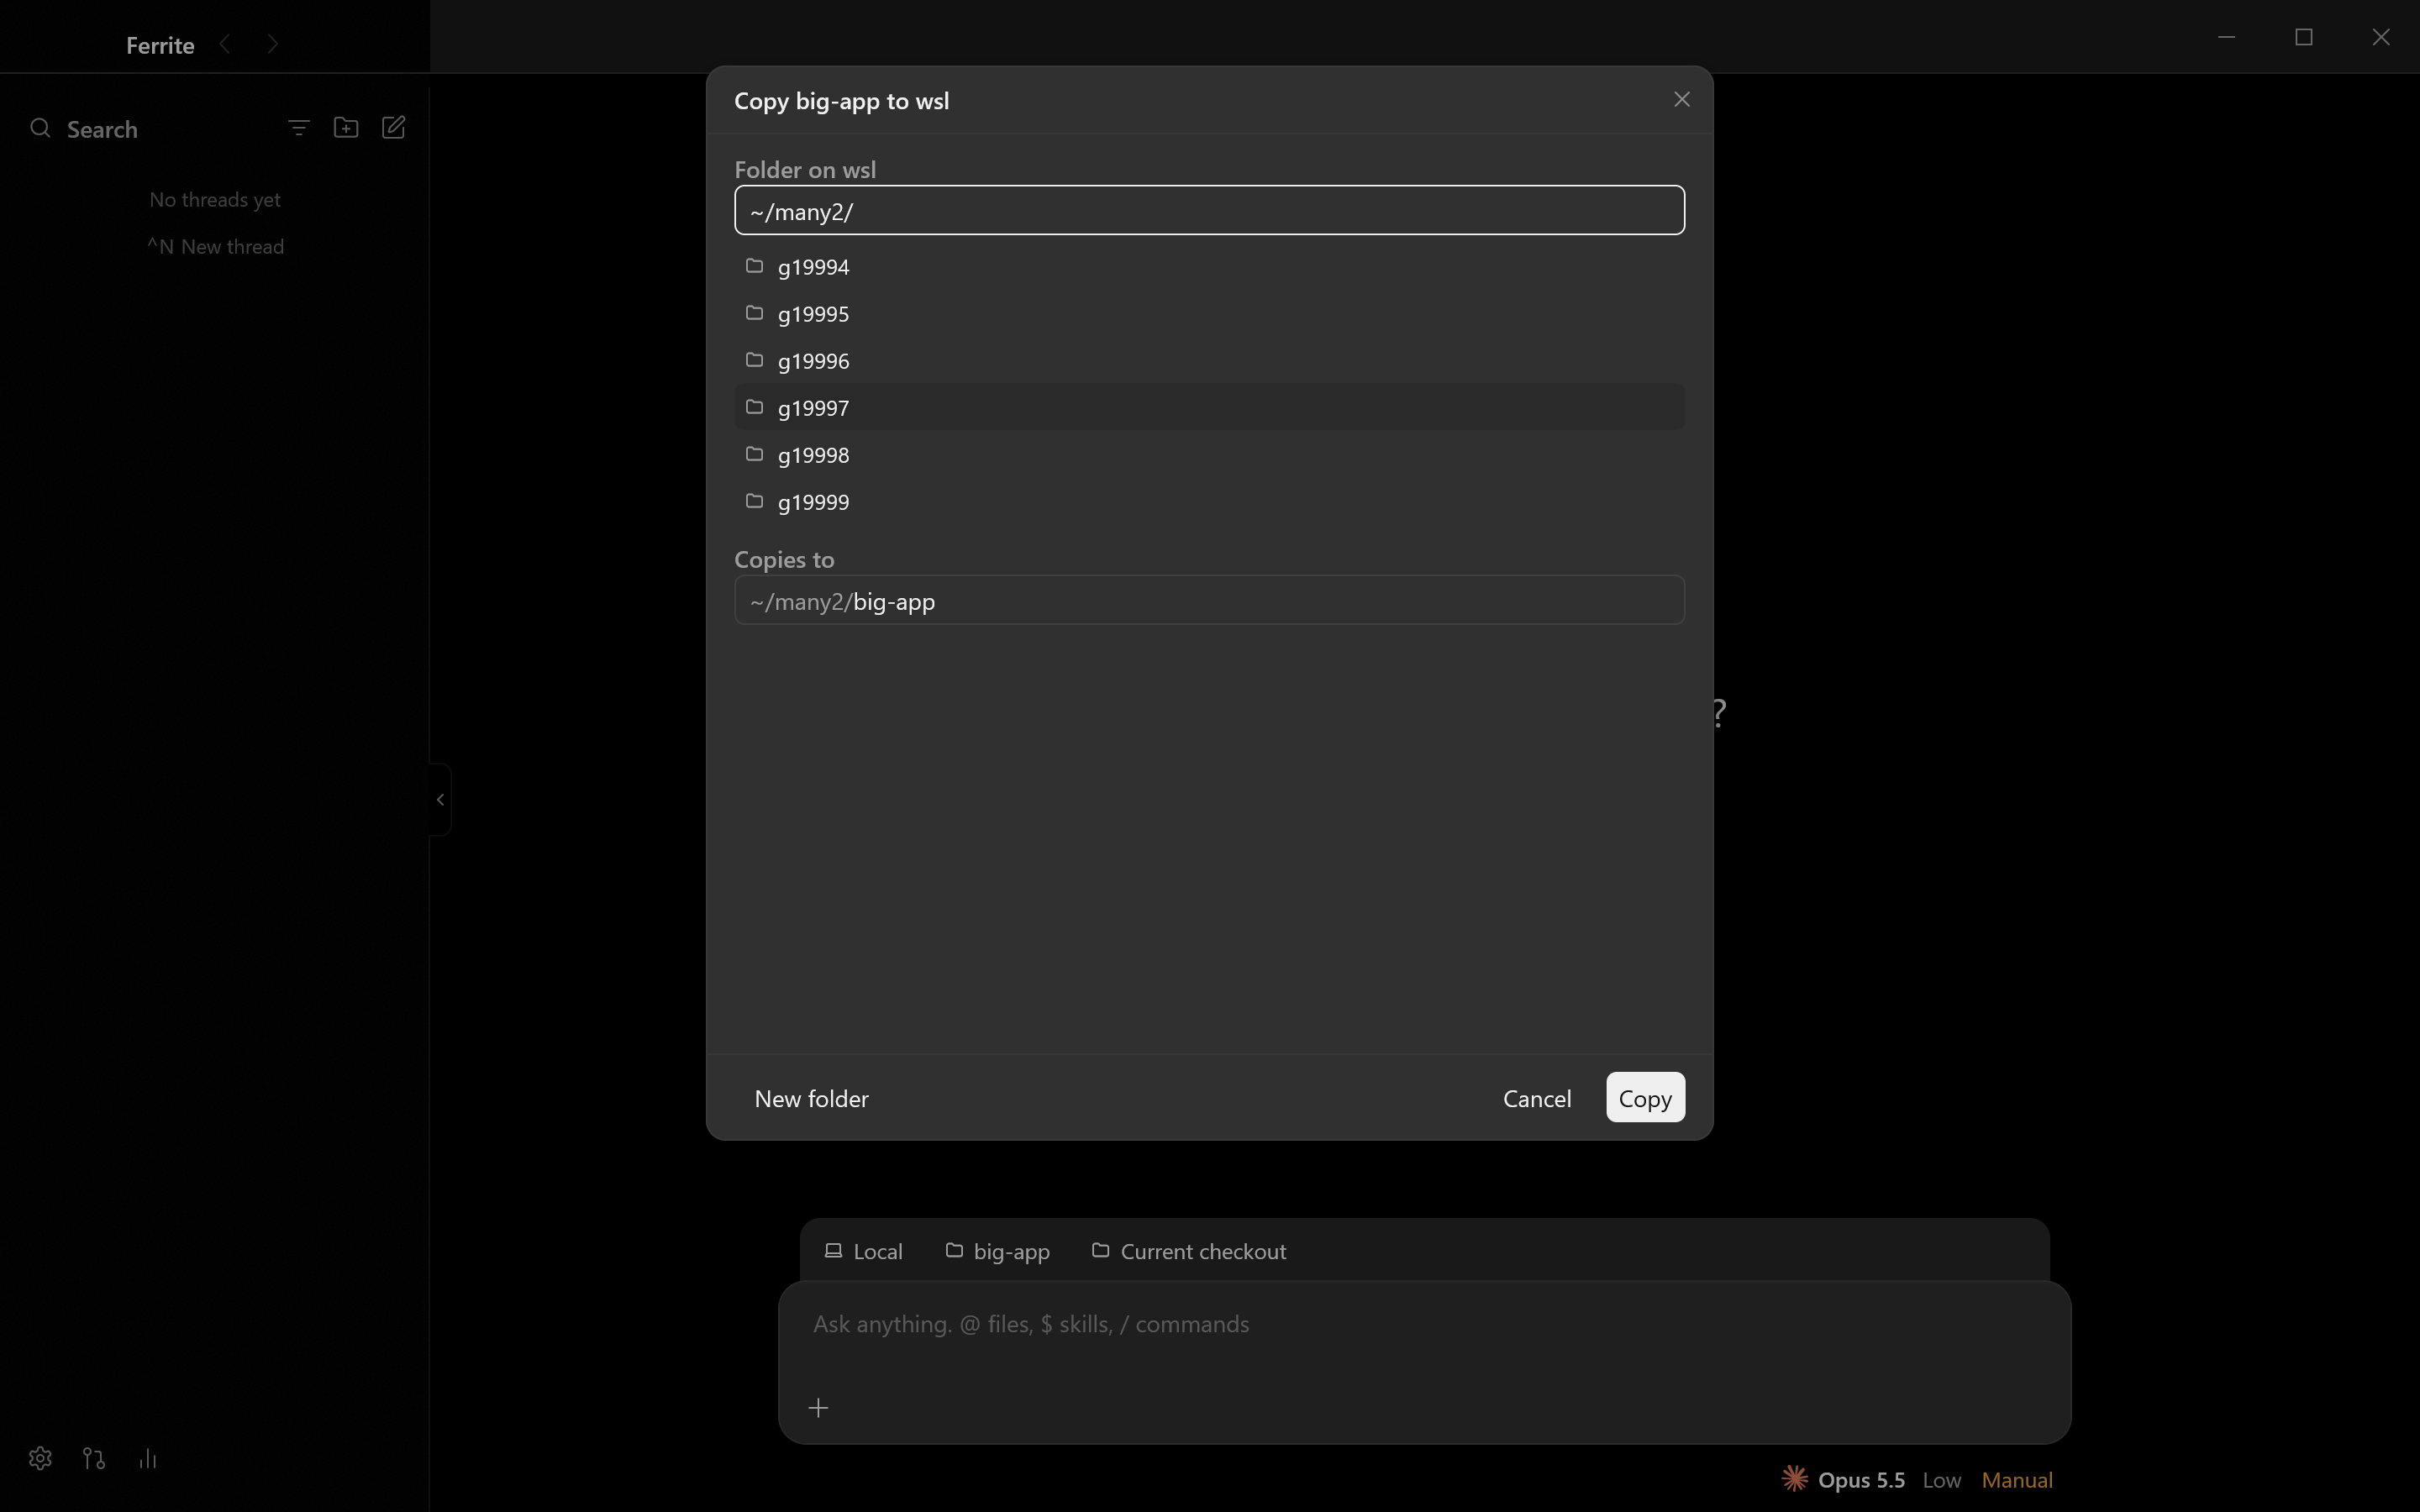 Ferrite
Search
No threads yet
^N New thread
Copy big-app to wsl
Folder on wsl
~/many2/
g19994
g19995
g19996
g19997
g19998
g19999
Copies to
~/many2/big-app
?
New folder
Cancel
Copy
Local
big-app
Current checkout
Ask anything. @ files, $ skills, / commands
Opus 5.5
Low
Manual